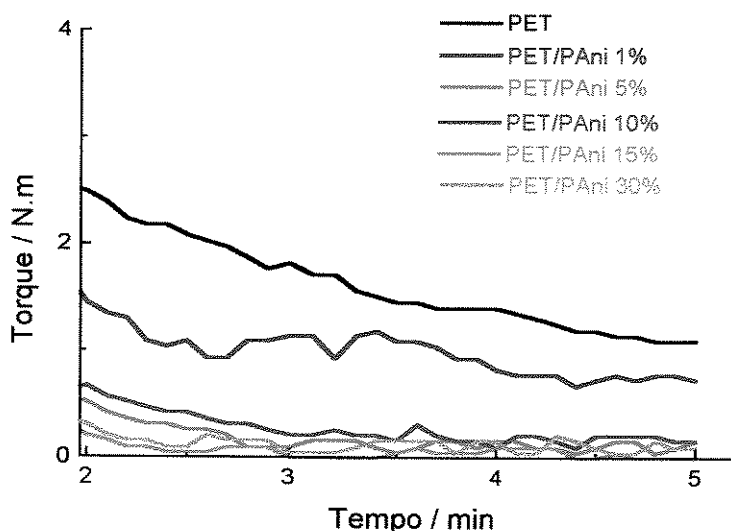 4
PET
PET/PAni 1%
PET/PAni 5%
PET/PAni 10%
PET/PAni 15%
PET/PAni 30%
Torque / N.m
2
0
2
3
4
5
Tempo / min